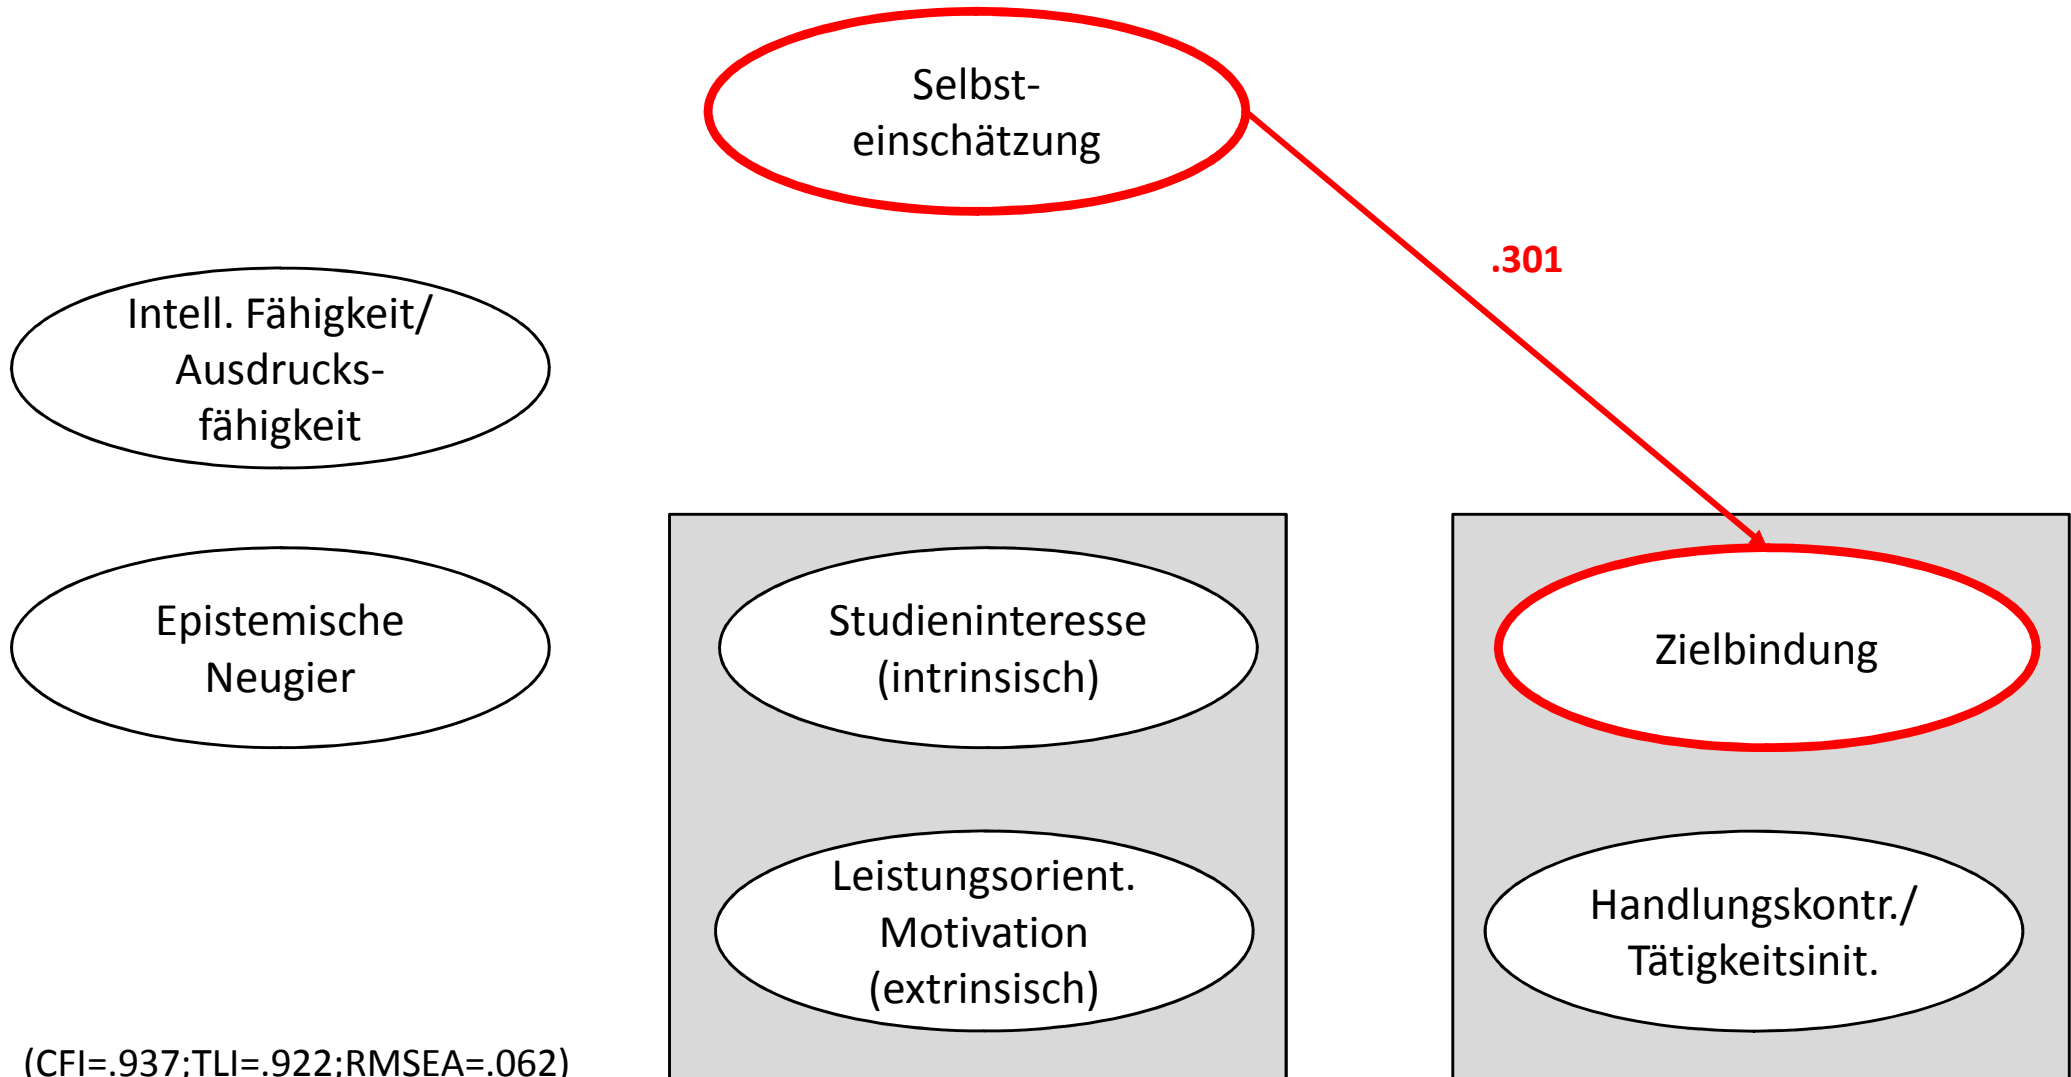 Selbst-
einschätzung
.301
Intell. Fähigkeit/
Ausdrucks-
fähigkeit
Epistemische
Neugier
Studieninteresse
(intrinsisch)
Zielbindung
Leistungsorient.
Motivation
(extrinsisch)
Handlungskontr./
Tätigkeitsinit.
(CFI=.937;TLI=.922;RMSEA=.062)